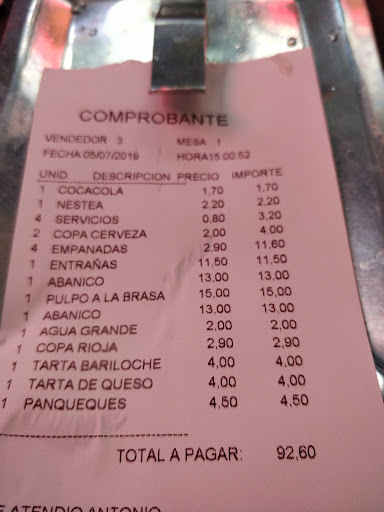 COMPROBANTE
VENDEDOR 3 MESA 1
FECHA:05/07/2019 HORA15:00:52
UNID DESCRIPCION PRECIO IMPORTE
1 COCACOLA 1,70 1,70
1 NESTEA 2,20 2,20
4 SERVICIOS 0,80 3,20
2 COPA CERVEZA 2,00 4,00
4 EMPANADAS 2,90 11,60
1 ENTRAÑAS 11,50 11,50
1 ABANICO 13,00 13,00
1 PULPO A LA BRASA 15,00 15,00
1 ABANICO 13,00 13,00
1 AGUA GRANDE 2,00 2,00
1 COPA RIOJA 2,90 2,90
1 TARTA BARILOCHE 4,00 4,00
1 TARTA DE QUESO 4,00 4,00
1 PANQUEQUES 4,50 4,50
TOTAL A PAGAR: 92,60
ATENDIO ANTONIO